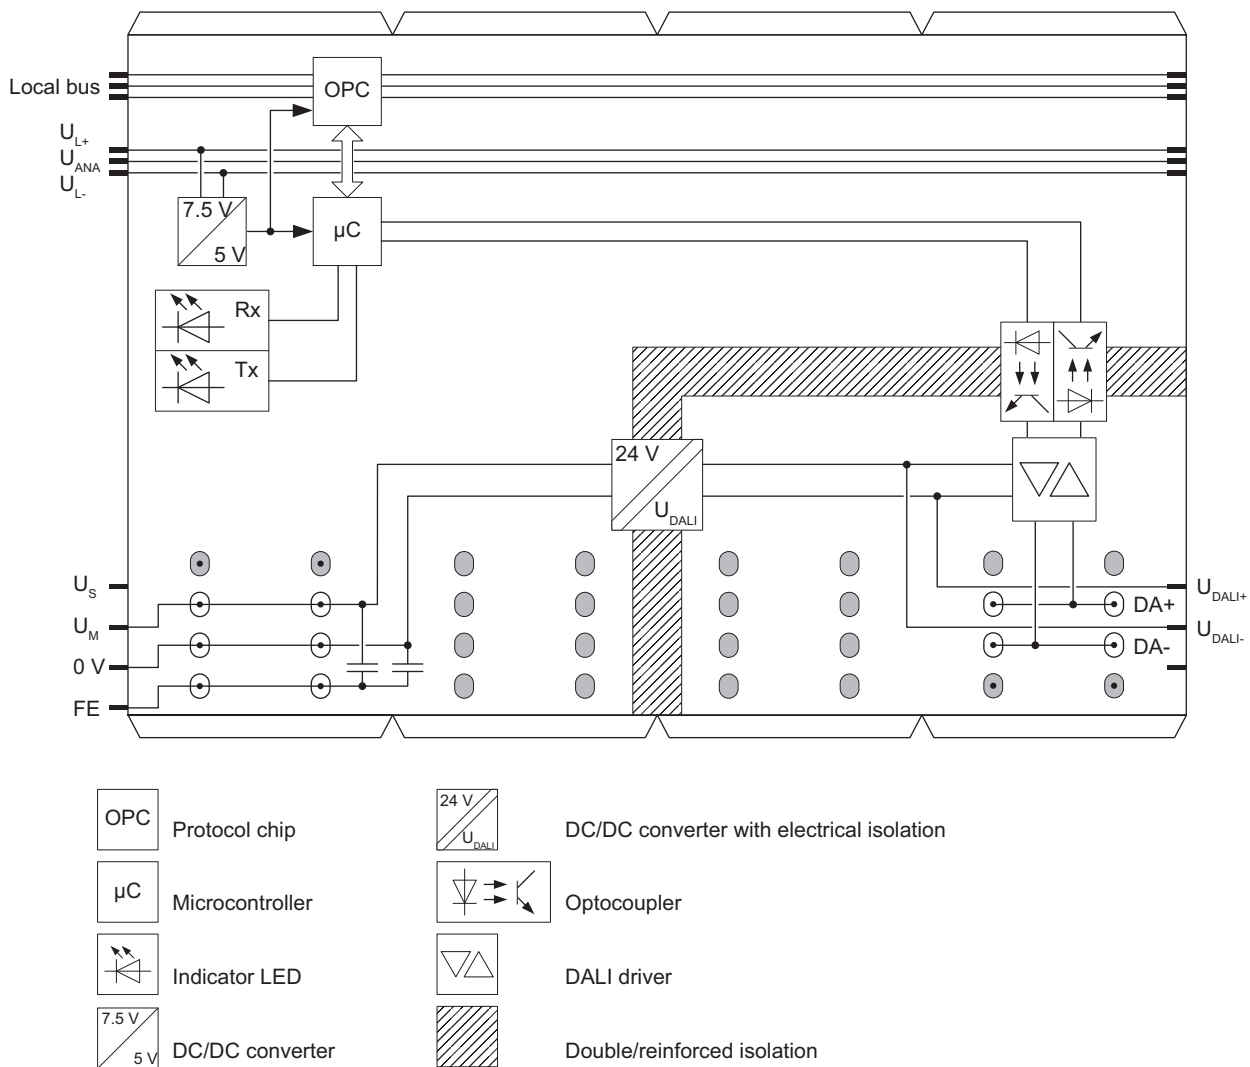 Local bus
OPC
UL+
UANA
UL-
7.5 V
5 V
µC
Rx
Tx
24 V
UDALI
US
UM
0 V
FE
DA+
DA-
UDALI+
UDALI-
OPC Protocol chip
24 V
UDALI
DC/DC converter with electrical isolation
µC Microcontroller
Optocoupler
Indicator LED
DALI driver
7.5 V
5 V
DC/DC converter
Double/reinforced isolation